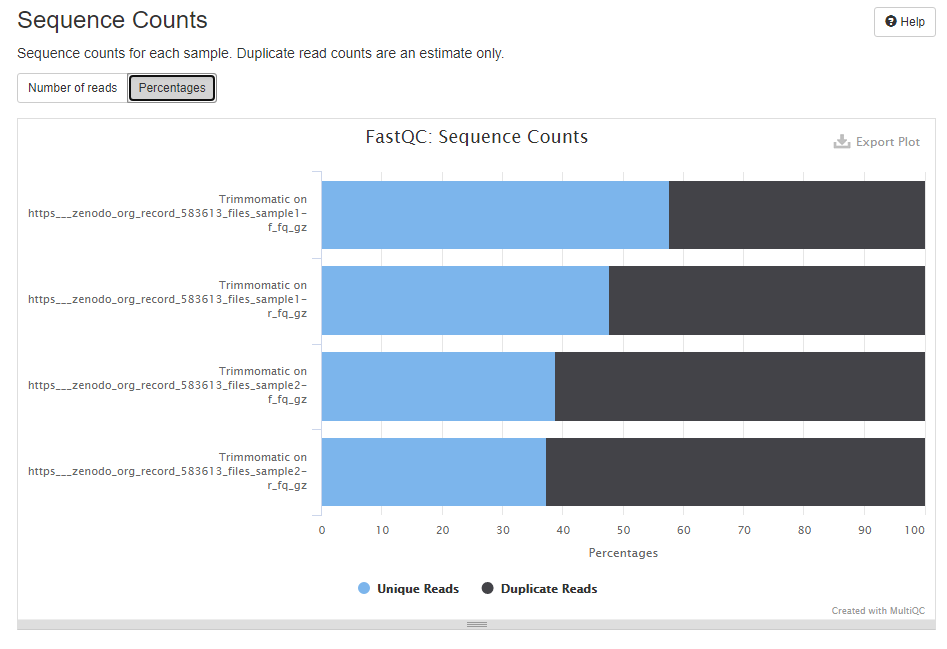 Sequence Counts
Help
Sequence counts for each sample. Duplicate read counts are an estimate only.
Number of reads
Percentages
FastQC: Sequence Counts
Export Plot
Trimmomatic on
https___zenodo_org_record_583613_files_sample1-
f_fq_gz
Trimmomatic on
https___zenodo_org_record_583613_files_sample1-
r_fq_gz
Trimmomatic on
https___zenodo_org_record_583613_files_sample2-
f_fq_gz
Trimmomatic on
https___zenodo_org_record_583613_files_sample2-
r_fq_gz
0 10 20 30 40 50 60 70 80 90 100
Percentages
Unique Reads
Duplicate Reads
Created with MultiQC